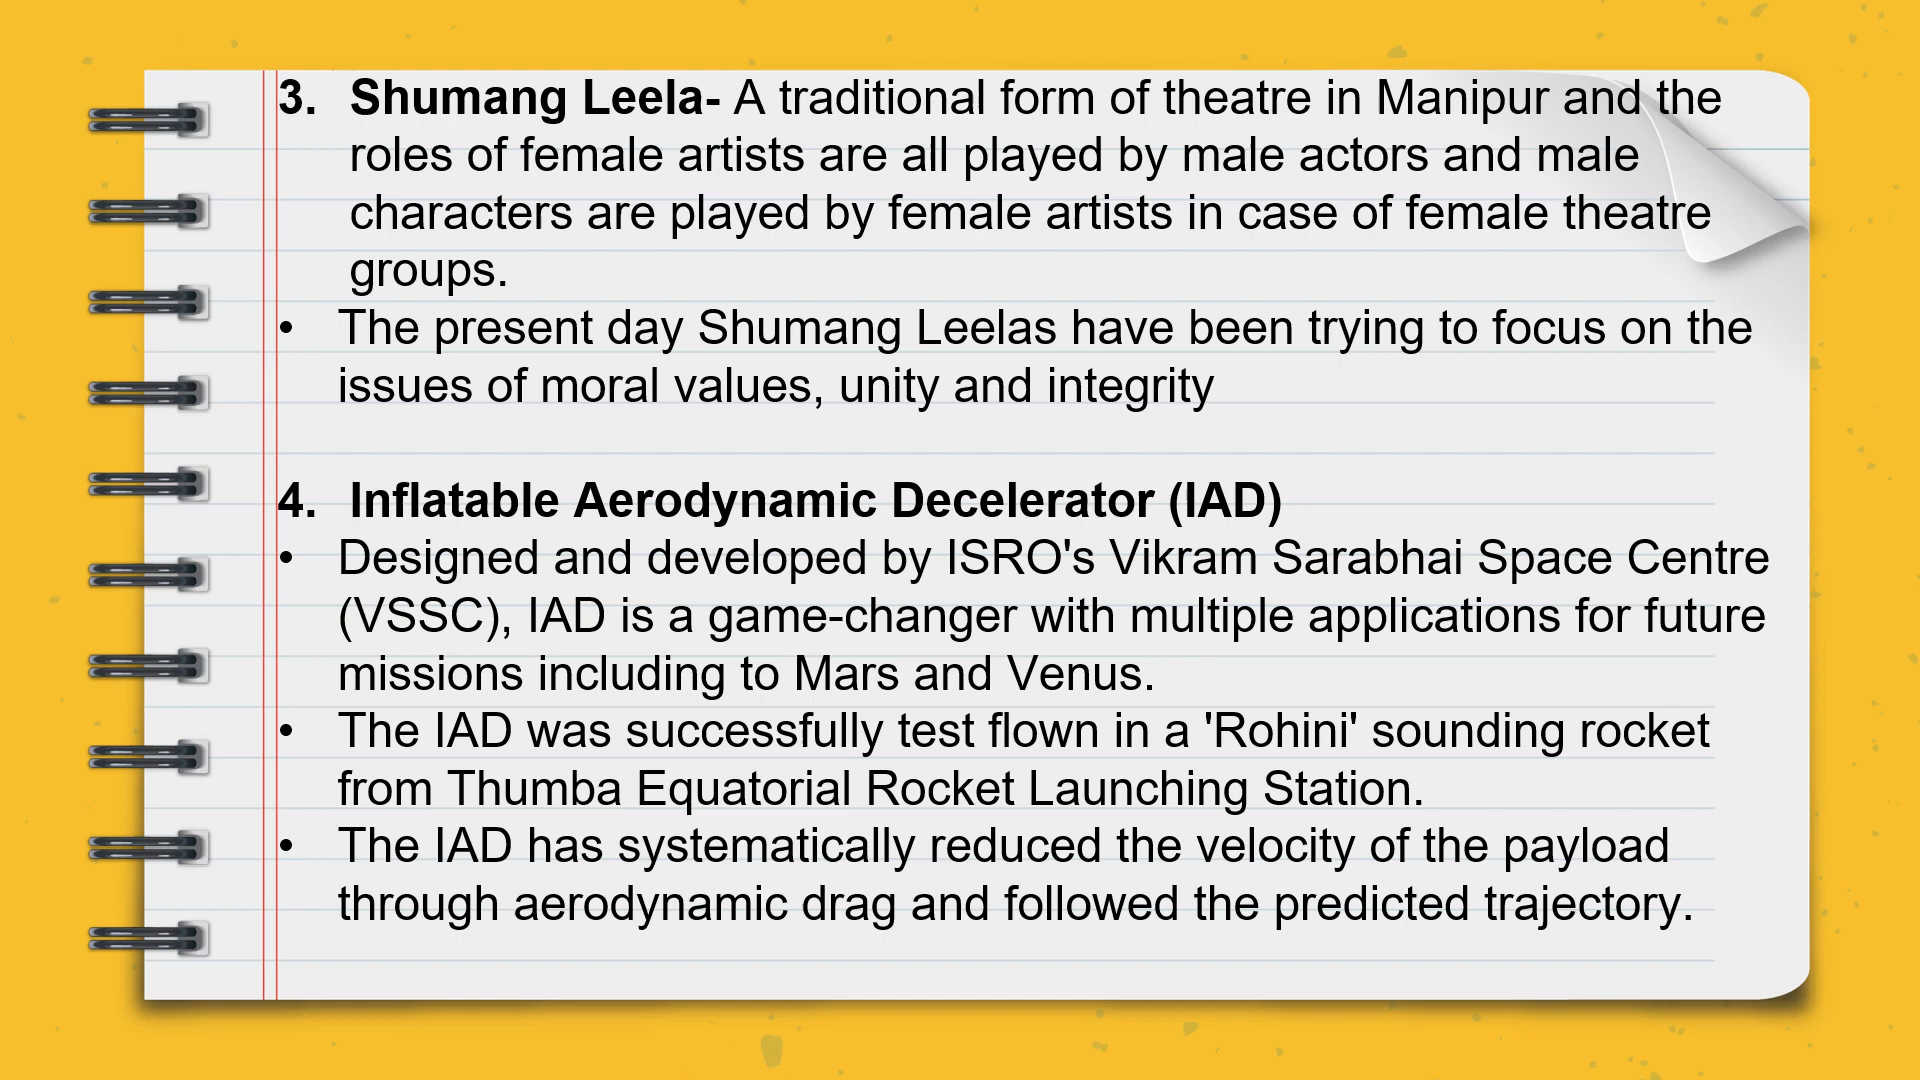 3. Shumang Leela- A traditional form of theatre in Manipur and the
roles of female artists are all played by male actors and male
characters are played by female artists in case of female theatre
groups.
• The present day Shumang Leelas have been trying to focus on the
issues of moral values, unity and integrity
4. Inflatable Aerodynamic Decelerator (IAD)
• Designed and developed by ISRO's Vikram Sarabhai Space Centre
(VSSC), IAD is a game-changer with multiple applications for future
missions including to Mars and Venus.
• The IAD was successfully test flown in a 'Rohini' sounding rocket
from Thumba Equatorial Rocket Launching Station.
• The IAD has systematically reduced the velocity of the payload
through aerodynamic drag and followed the predicted trajectory.